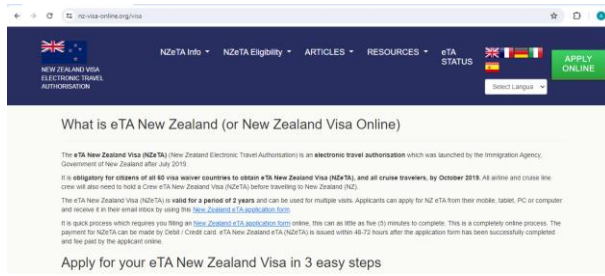 nz-visa-online.org/visa
NZeTA Info
NZeTA Eligibility
ARTICLES
RESOURCES
eTA
STATUS
APPLY
ONLINE
NEW ZEALAND VISA
ELECTRONIC TRAVEL
AUTHORISATION
Select Langua
What is eTA New Zealand (or New Zealand Visa Online)
The eTA New Zealand Visa (NZeTA) (New Zealand Electronic Travel Authorisation) is an electronic travel authorisation which was launched by the Immigration Agency,
Government of New Zealand after July 2019.
It is obligatory for citizens of all 60 visa waiver countries to obtain eTA New Zealand Visa (NZeTA), and all cruise travelers, by October 2019. All airline and cruise line
crew will also need to hold a Crew eTA New Zealand Visa (NZeTA) before travelling to New Zealand (NZ).
The eTA New Zealand Visa (NZeTA) is valid for a period of 2 years and can be used for multiple visits. Applicants can apply for NZ eTA from their mobile, tablet, PC or computer
and receive it in their email inbox by using this New Zealand eTA application form.
It is quick process which requires you filling an New Zealand eTA application form online, this can as little as five (5) minutes to complete. This is a completely online process. The
payment for NZeTA can be made by Debit / Credit card. eTA New Zealand eTA (NZeTA) is issued within 48-72 hours after the application form has been successfully completed
and fee paid by the applicant online.
Apply for your eTA New Zealand Visa in 3 easy steps